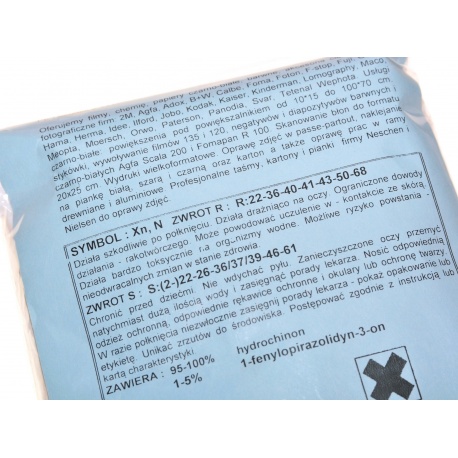 Oferujemy filmy, chemię, papiery
fotograficzne firm: 2M, Agfa, Adox, B+W, Calbe, Foma, Foton, F-stop, Fuji,
Hama, Herma, Ideal, Ilford, Jobo, Kodak, Kaiser, Kinderman, Lomography, Maco,
Meopta, Moersch, Orwo, Paterson, Panodia, Svar, Tetenal Wephota. Usługi
czarno-białe, powiększenia pod powiększalnikiem od 10*15 do 100*70 cm
stykówki, wywoływanie filmów 135 i 120, negatywów i diapozytywów barwnych i
czarno-białych Agfa Scala 200 i Fomapan R 100. Skanowanie błon do formatu
20x25 cm. Wydruki wielkoformatowe. Oprawę zdjęć w passe-partout, naklejanie
na piankę białą, szarą i czarną oraz karton a także oprawę prac w ramy
drewniane i aluminiowe. Profesjonalne taśmy, kartony i pianki firmy Neschen i
Nielsen do oprawy zdjęć.
SYMBOL : Xn, N ZWROT R : R:22-36-40-41-43-50-68
Działa szkodliwie po połknięciu. Działa drażniąco na oczy. Ograniczone dowody
działania - rakotwórczego. Może powodować uczulenie w - kontakcie ze skórą.
Działa bardzo toksycznie na organizmy wodne. Możliwe ryzyko powstania -
nieodwracalnych zmian w stanie zdrowia.
ZWROT S : S:(2-)22-26-36/37/39-46-61
Chronić przed dziećmi. Nie wdychać pyłu. Zanieczyszczone oczy przemyć
natychmiast dużą ilością wody i zasięgnąć porady lekarza. Nosić odpowiednią
odzież ochronną, odpowiednie rękawice ochronne i okulary lub ochronę twarzy.
W razie połknięcia niezwłocznie zasięgnij porady lekarza - pokaż opakowanie lub
etykietę. Unikać zrzutów do środowiska. Postępować zgodnie z instrukcją lub
kartą charakterystyki
ZAWIERA : 95-100% hydrochinon
1-5% 1-fenylopirazolidyn-3-on